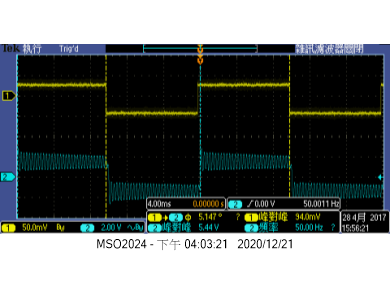 Tek 執行 Trig'd 雜訊濾波器關閉
1
2
4.00ms 0.00000 s 2 / 0.00 V 50.0011Hz
1 2 Φ 5.147° ? 1 峰對峰 94.0mV
2 峰對峰 5.44 V 2 頻率 50.00 Hz ?
1 50.0mV 2 2.00 V
28 4月 2017
15:56:21
MSO2024 - 下午 04:03:21 2020/12/21